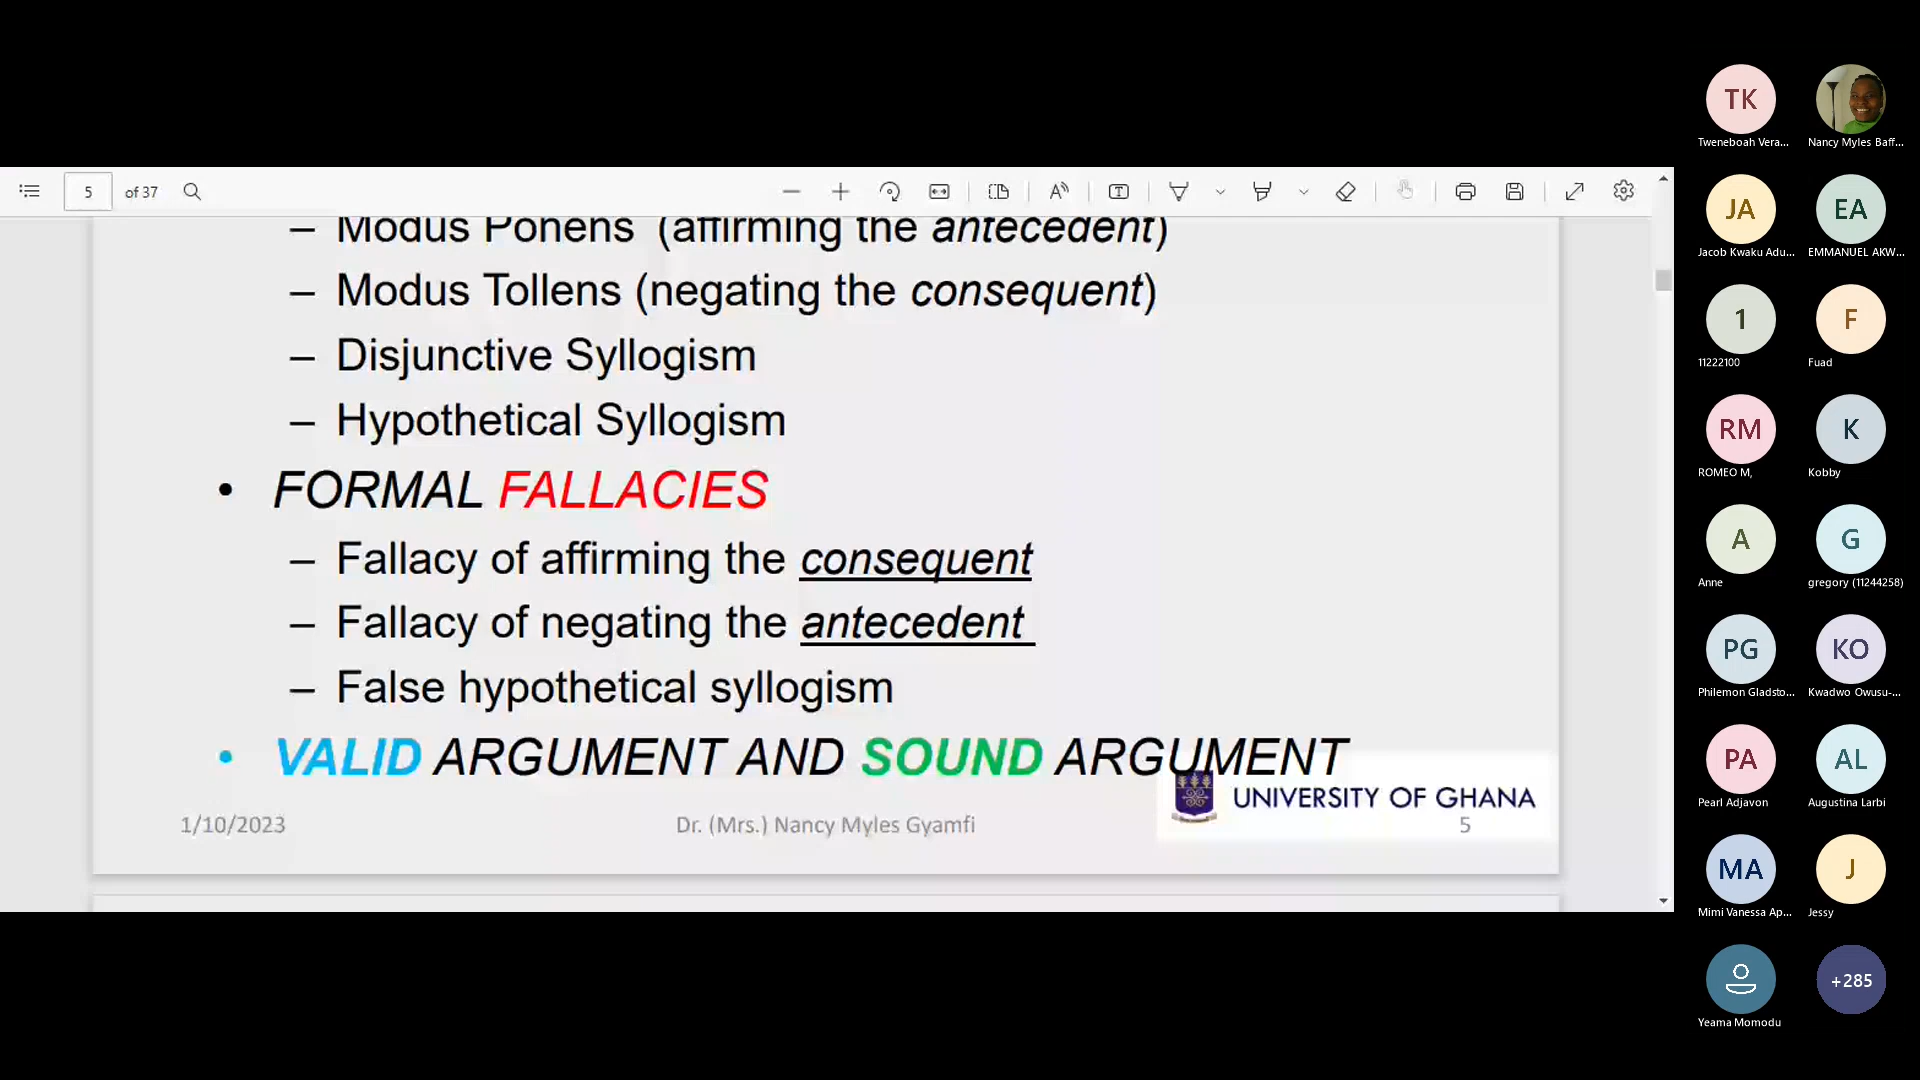 5 of 37
– Modus Ponens (affirming the antecedent)
– Modus Tollens (negating the consequent)
– Disjunctive Syllogism
– Hypothetical Syllogism
• FORMAL FALLACIES
– Fallacy of affirming the consequent
– Fallacy of negating the antecedent
– False hypothetical syllogism
• VALID ARGUMENT AND SOUND ARGUMENT
UNIVERSITY OF GHANA
1/10/2023 Dr. (Mrs.) Nancy Myles Gyamfi 5
TK
Tweneboah Vera... Nancy Myles Baff...
JA EA
Jacob Kwaku Adu... EMMANUEL AKW...
1 F
11222100 Fuad
RM K
ROMEO M, Kobby
A G
Anne gregory (11244258)
PG KO
Philemon Gladsto... Kwadwo Owusu-...
PA AL
Pearl Adjavon Augustina Larbi
MA J
Mimi Vanessa Ap... Jessy
+285
Yeama Momodu